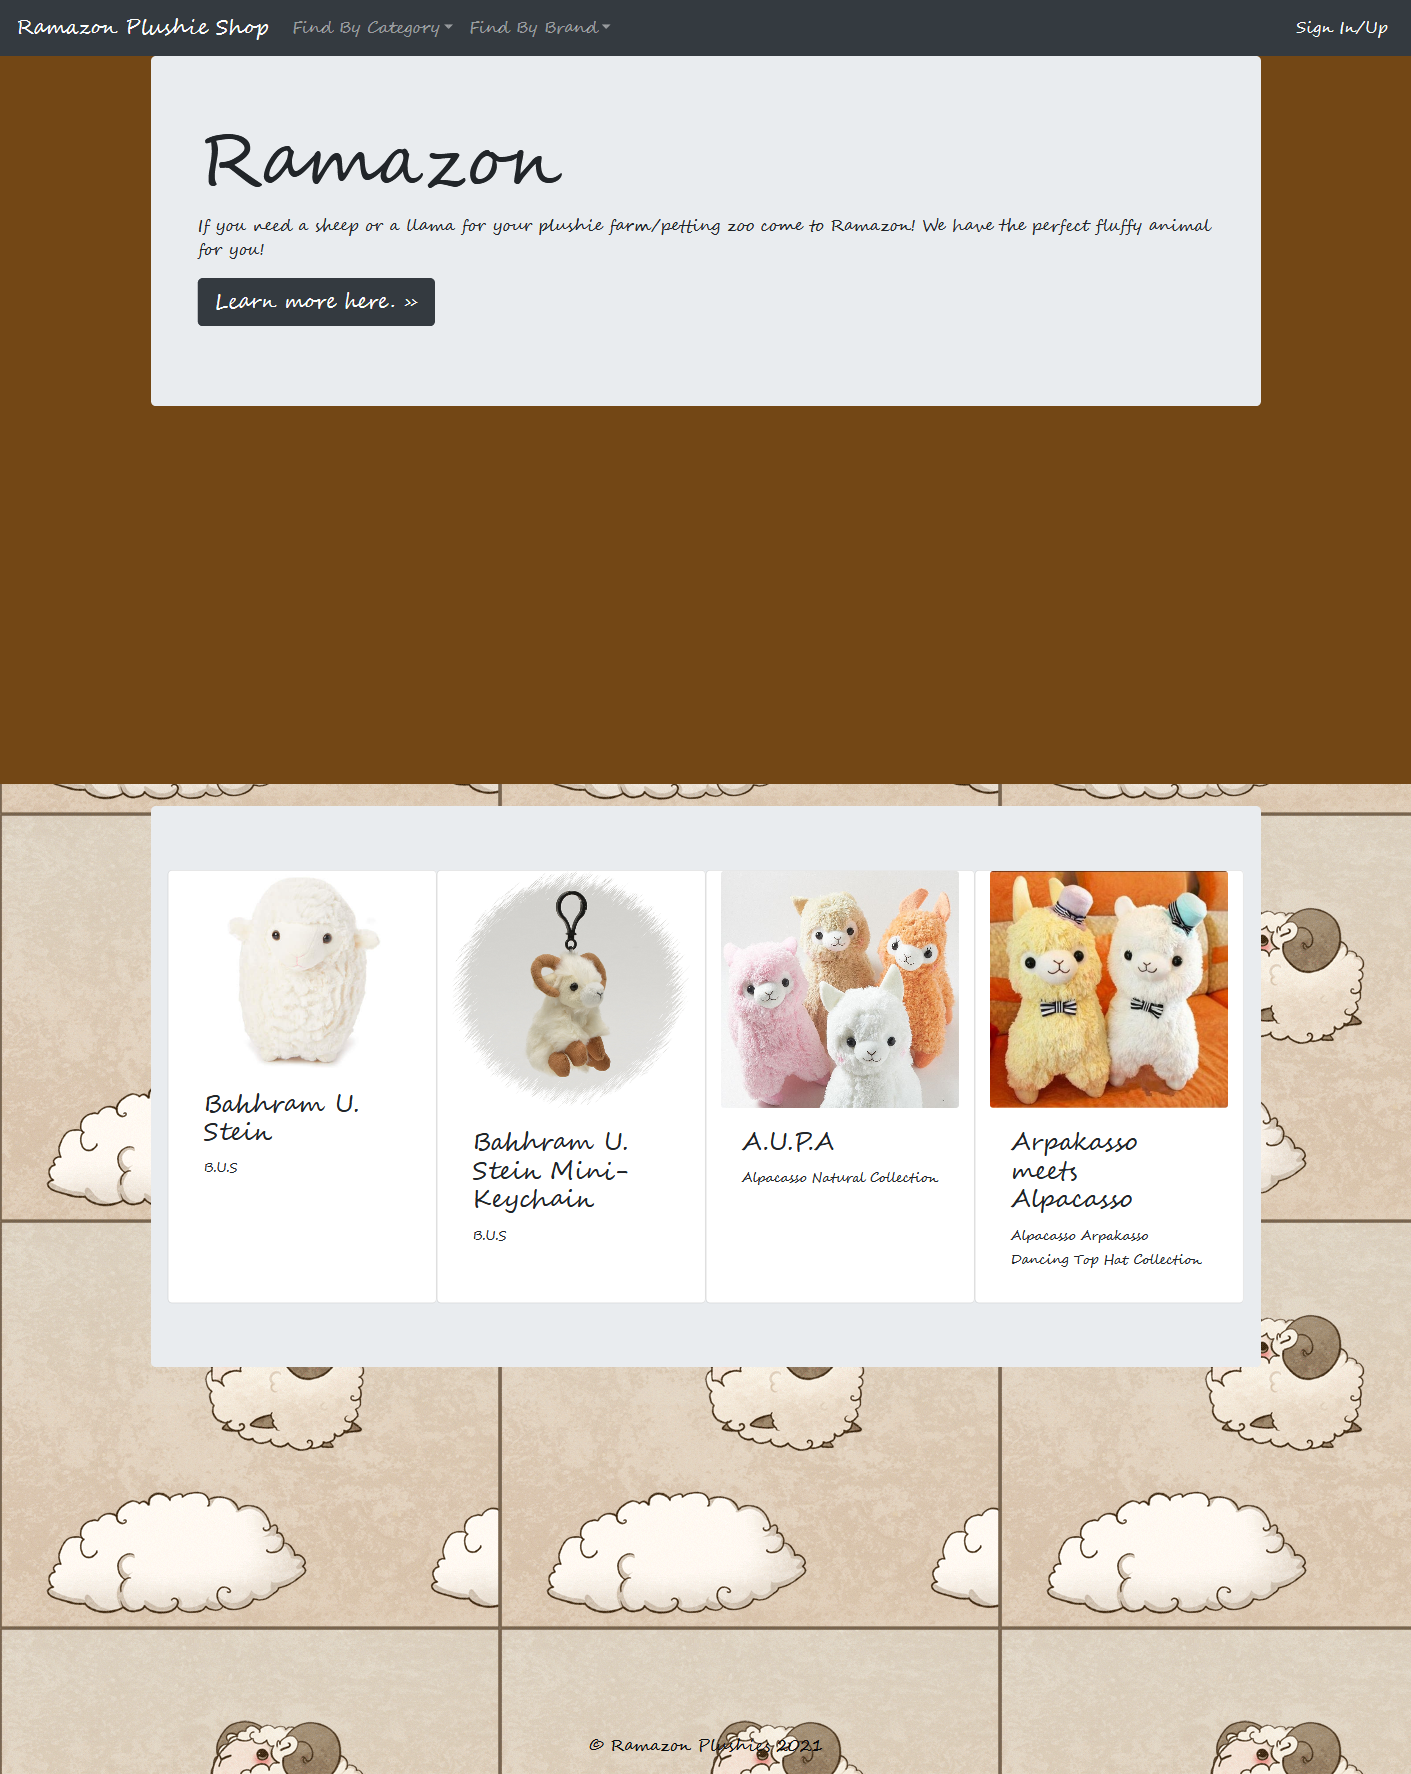 Ramazon Plushie Shop
Find By Category
Find By Brand
Sign In/Up
Ramazon
If you need a sheep or a llama for your plushie farm/petting zoo come to Ramazon! We have the perfect fluffy animal
for you!
Learn more here. »
Bahhram U.
Stein
B.U.S
Bahhram U.
Stein Mini-
Keychain
B.U.S
A.U.P.A
Alpacasso Natural Collection
Arpakasso
meets
Alpacasso
Alpacasso Arpakasso
Dancing Top Hat Collection
© Ramazon Plushies 2021